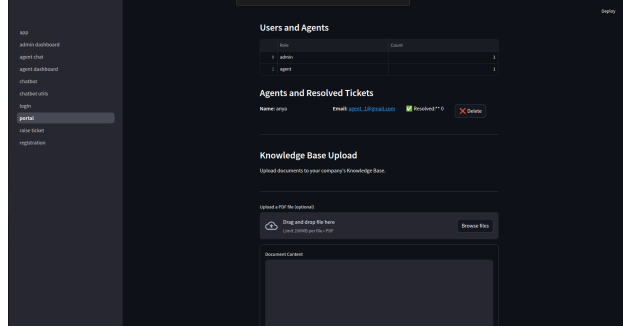 Deploy
app
admin dashboard
agent chat
agent dashboard
chatbot
chatbot utils
login
portal
raise ticket
registration
Users and Agents
Role Count
0 admin 1
1 agent 1
Agents and Resolved Tickets
Name: anya Email: agent_1@gmail.com ✅ Resolved:** 0 ❌ Delete
Knowledge Base Upload
Upload documents to your company's Knowledge Base.
Upload a PDF file (optional)
Drag and drop file here
Limit 200MB per file • PDF
Browse files
Document Content